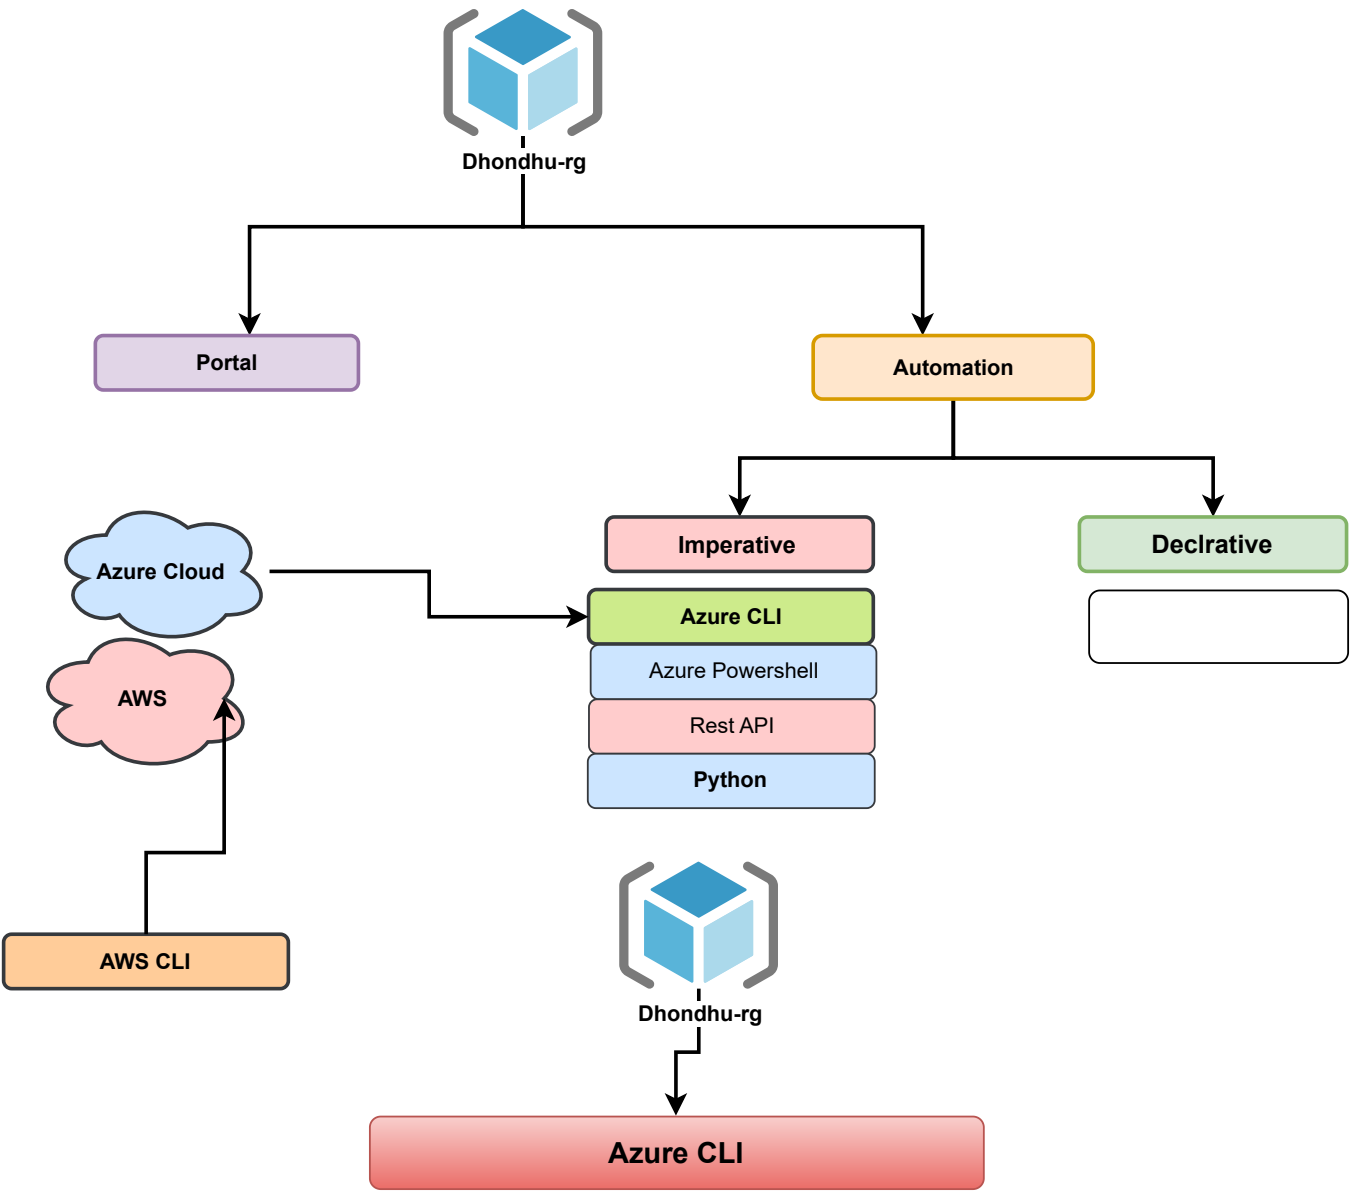 Dhondhu-rg
Portal
Automation
Imperative
Declrative
Azure Cloud
Azure CLI
Azure Powershell
AWS
Rest API
Python
AWS CLI
Dhondhu-rg
Azure CLI